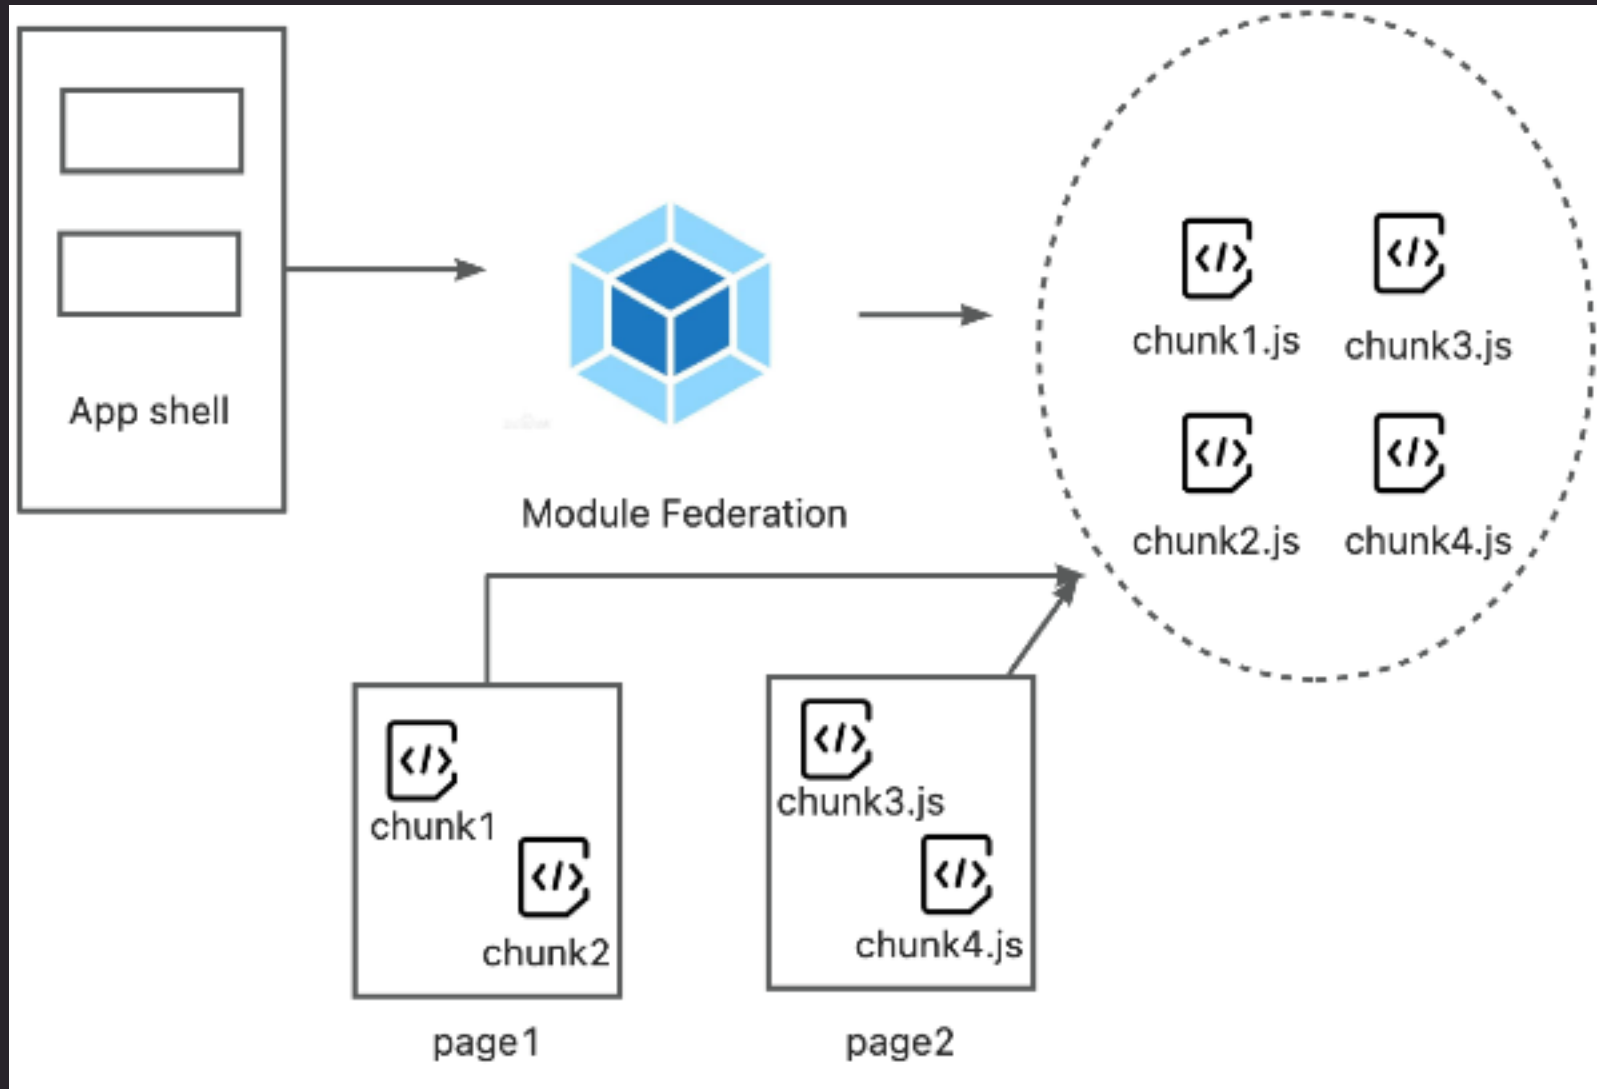 App shell
Module Federation
chunk1.js
chunk3.js
chunk2.js
chunk4.js
chunk1
chunk2
page1
chunk3.js
chunk4.js
page2